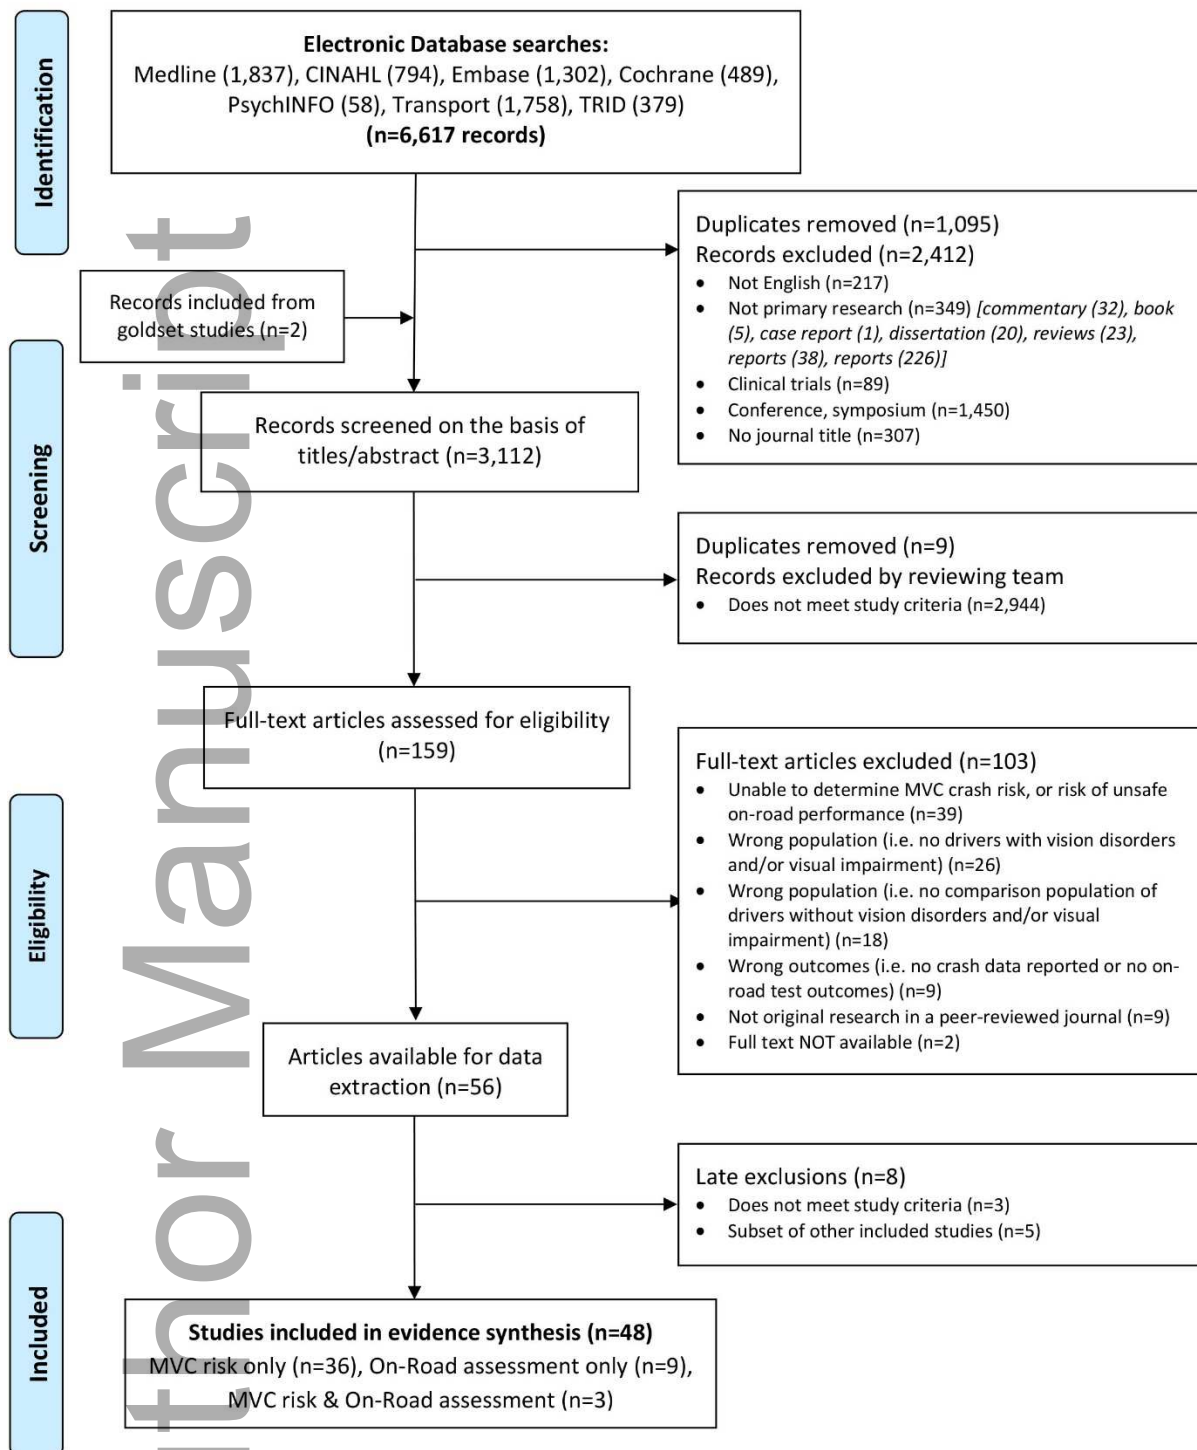 Identification
Electronic Database searches:
Medline (1,837), CINAHL (794), Embase (1,302), Cochrane (489),
PsychINFO (58), Transport (1,758), TRID (379)
(n=6,617 records)
Duplicates removed (n=1,095)
Records excluded (n=2,412)
• Not English (n=217)
• Not primary research (n=349) [commentary (32), book
(5), case report (1), dissertation (20), reviews (23),
reports (38), reports (226)]
• Clinical trials (n=89)
• Conference, symposium (n=1,450)
• No journal title (n=307)
Records included from
goldset studies (n=2)
Screening
Records screened on the basis of
titles/abstract (n=3,112)
Duplicates removed (n=9)
Records excluded by reviewing team
• Does not meet study criteria (n=2,944)
Full-text articles assessed for eligibility
(n=159)
Eligibility
Full-text articles excluded (n=103)
• Unable to determine MVC crash risk, or risk of unsafe
on-road performance (n=39)
• Wrong population (i.e. no drivers with vision disorders
and/or visual impairment) (n=26)
• Wrong population (i.e. no comparison population of
drivers without vision disorders and/or visual
impairment) (n=18)
• Wrong outcomes (i.e. no crash data reported or no on-
road test outcomes) (n=9)
• Not original research in a peer-reviewed journal (n=9)
• Full text NOT available (n=2)
Articles available for data
extraction (n=56)
Late exclusions (n=8)
• Does not meet study criteria (n=3)
• Subset of other included studies (n=5)
Included
Studies included in evidence synthesis (n=48)
MVC risk only (n=36), On-Road assessment only (n=9),
MVC risk & On-Road assessment (n=3)
thor Manuscript